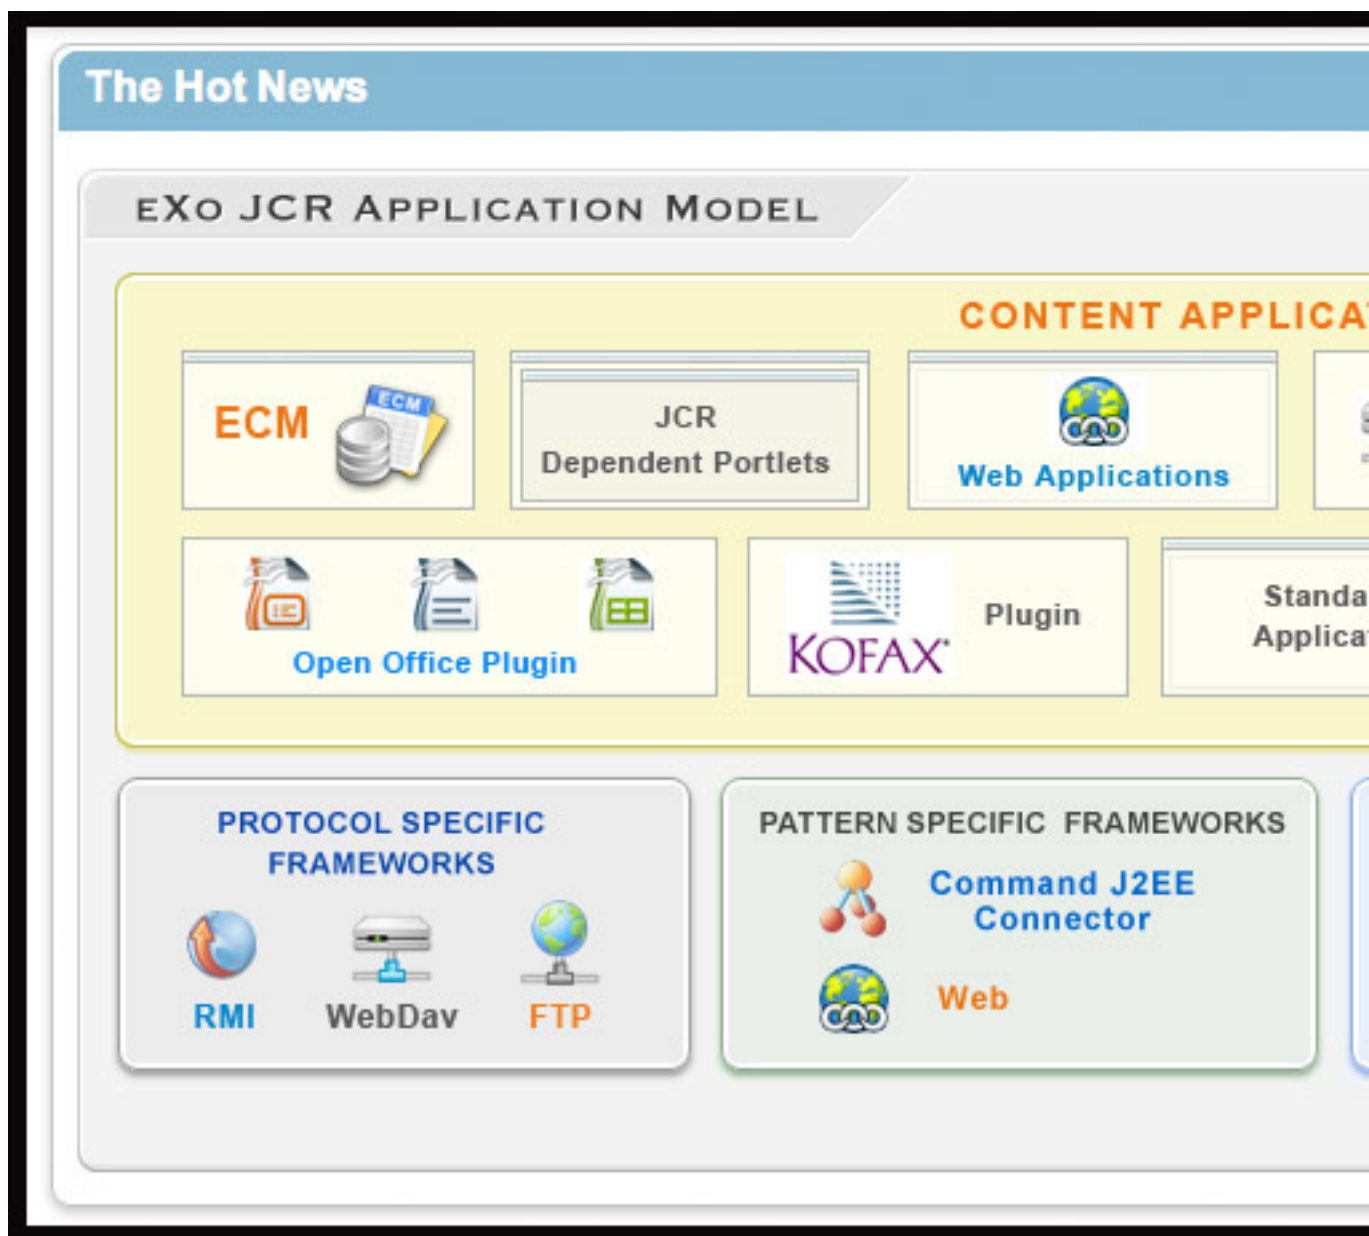 The Hot News
eXo JCR Application Model
CONTENT APPLICA
ECM
ECM
JCR
Dependent Portlets
Web Applications
Open Office Plugin
KOFAX
Plugin
Standa
Applica
PROTOCOL SPECIFIC
FRAMEWORKS
RMI
WebDav
FTP
PATTERN SPECIFIC FRAMEWORKS
Command J2EE
Connector
Web